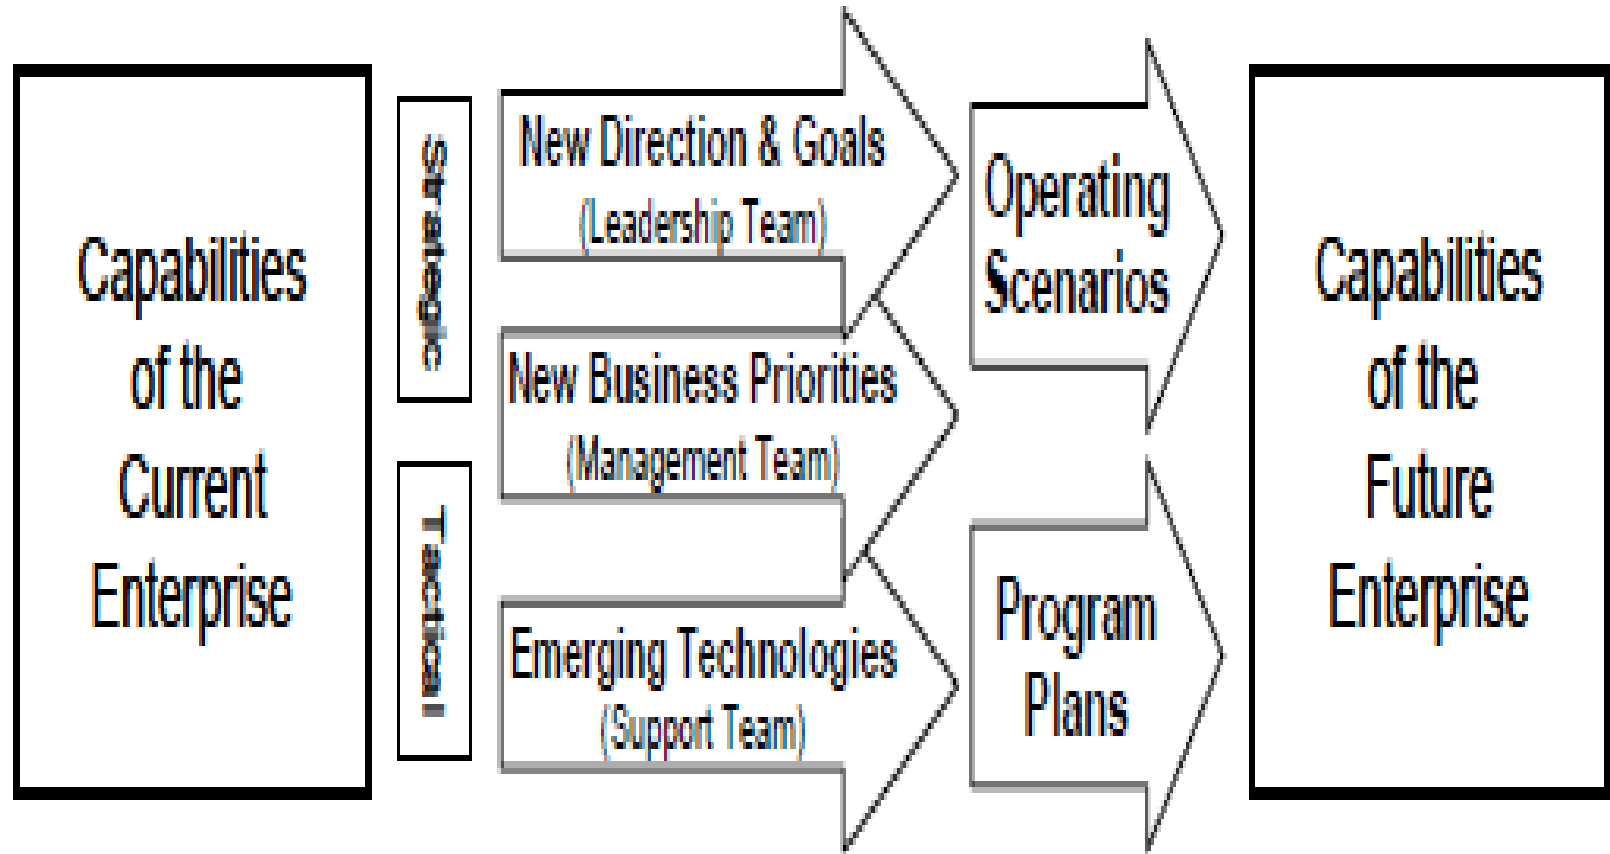 Capabilities
of the
Current
Enterprise
Strategic
Tactical
New Direction & Goals
(Leadership Team)
New Business Priorities
(Management Team)
Emerging Technologies
(Support Team)
Operating
Scenarios
Program
Plans
Capabilities
of the
Future
Enterprise